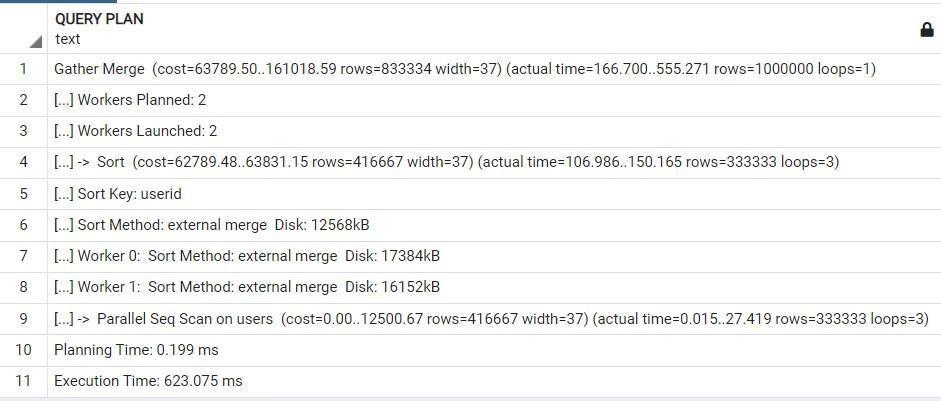 QUERY PLAN
text
1 Gather Merge (cost=63789.50..161018.59 rows=833334 width=37) (actual time=166.700..555.271 rows=1000000 loops=1)
2 [...] Workers Planned: 2
3 [...] Workers Launched: 2
4 [...] -> Sort (cost=62789.48..63831.15 rows=416667 width=37) (actual time=106.986..150.165 rows=333333 loops=3)
5 [...] Sort Key: userid
6 [...] Sort Method: external merge Disk: 12568kB
7 [...] Worker 0: Sort Method: external merge Disk: 17384kB
8 [...] Worker 1: Sort Method: external merge Disk: 16152kB
9 [...] -> Parallel Seq Scan on users (cost=0.00..12500.67 rows=416667 width=37) (actual time=0.015..27.419 rows=333333 loops=3)
10 Planning Time: 0.199 ms
11 Execution Time: 623.075 ms